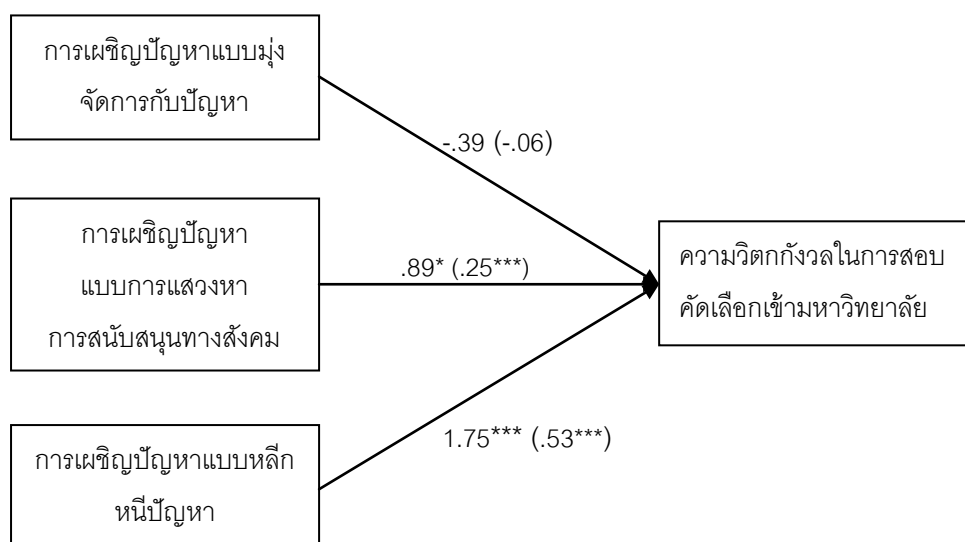 การเผชิญปัญหาแบบมุ่ง
จัดการกับปัญหา
-.39 (-.06)
การเผชิญปัญหา
แบบการแสวงหา
การสนับสนุนทางสังคม
.89* (.25***)
ความวิตกกังวลในการสอบ
คัดเลือกเข้ามหาวิทยาลัย
1.75*** (.53***)
การเผชิญปัญหาแบบหลีก
หนีปัญหา